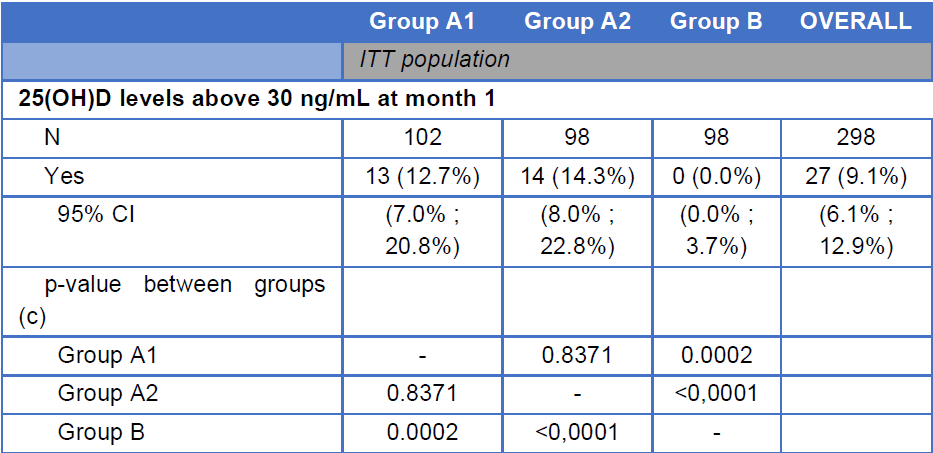 Group A1 Group A2 Group B OVERALL
ITT population
25(OH)D levels above 30 ng/mL at month 1
N 102 98 98 298
Yes 13 (12.7%) 14 (14.3%) 0 (0.0%) 27 (9.1%)
95% CI (7.0% ; (8.0% ; (0.0% ; (6.1% ;
20.8%) 22.8%) 3.7%) 12.9%)
p-value between groups
(c)
Group A1 - 0.8371 0.0002
Group A2 0.8371 - <0,0001
Group B 0.0002 <0,0001 -